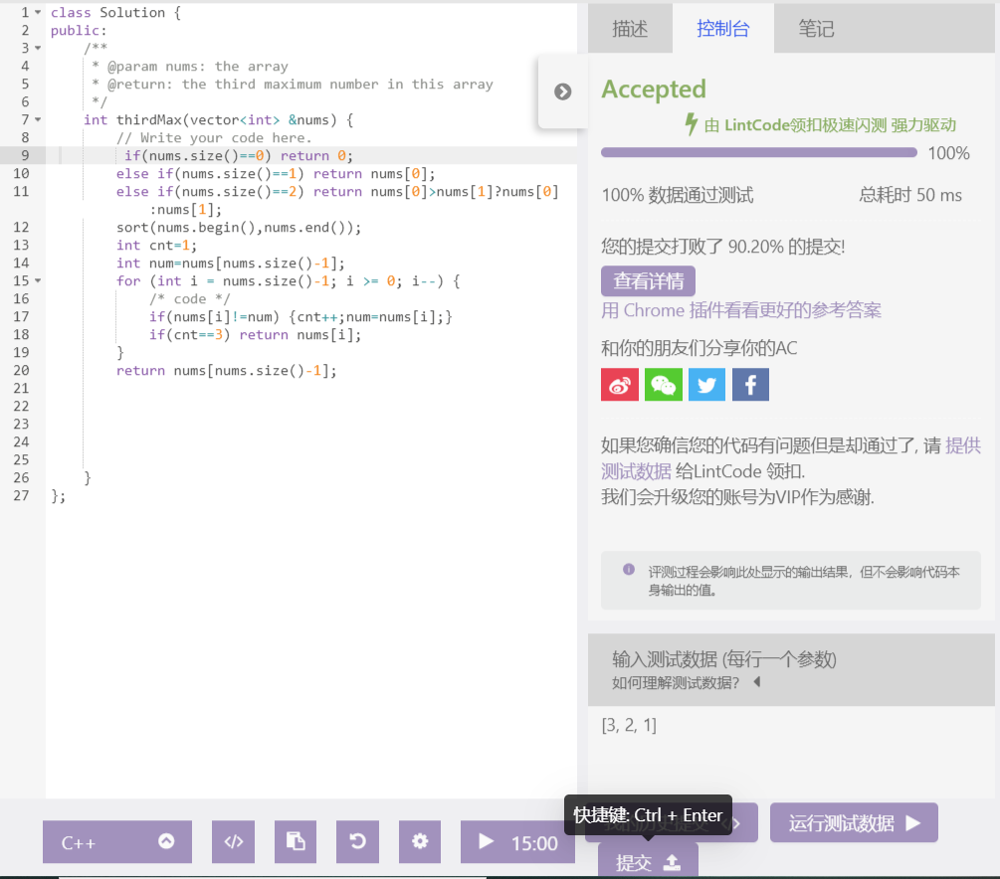 1 class Solution {
2 public:
3 /**
4 * @param nums: the array
5 * @return: the third maximum number in this array
6 */
7 int thirdMax(vector<int> &nums) {
8 // Write your code here.
9 if(nums.size()==0) return 0;
10 else if(nums.size()==1) return nums[0];
11 else if(nums.size()==2) return nums[0]>nums[1]?nums[0]
:nums[1];
12 sort(nums.begin(),nums.end());
13 int cnt=1;
14 int num=nums[nums.size()-1];
15 for (int i = nums.size()-1; i >= 0; i--) {
16 /* code */
17 if(nums[i]!=num) {cnt++;num=nums[i];}
18 if(cnt==3) return nums[i];
19 }
20 return nums[nums.size()-1];
21
22
23
24
25
26 }
27 };
C++
15:00
描述 控制台 笔记
Accepted
由 LintCode领扣极速闪测 强力驱动
100%
100% 数据通过测试 总耗时 50 ms
您的提交打败了 90.20% 的提交!
查看详情
用 Chrome 插件看看更好的参考答案
和你的朋友们分享你的AC
如果您确信您的代码有问题但是却通过了, 请 提供
测试数据 给LintCode 领扣.
我们会升级您的账号为VIP作为感谢.
评测过程会影响此处显示的输出结果，但不会影响代码本
身输出的值。
输入测试数据 (每行一个参数)
如何理解测试数据?
[3, 2, 1]
快捷键: Ctrl + Enter
我的历史提交
运行测试数据
提交